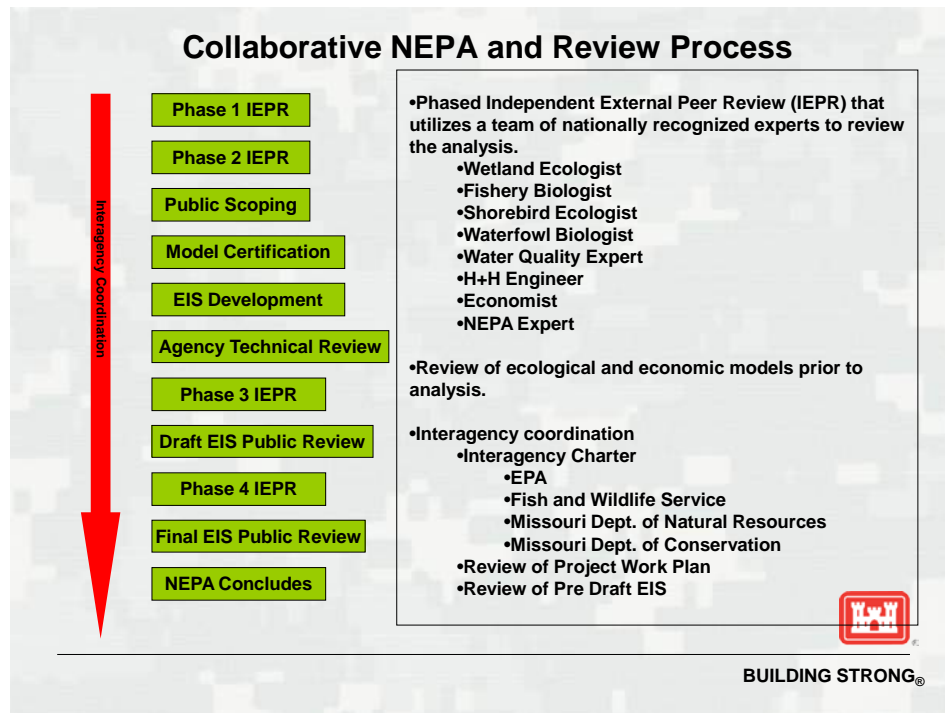 Collaborative NEPA and Review Process
Interagency Coordination
Phase 1 IEPR
Phase 2 IEPR
Public Scoping
Model Certification
EIS Development
Agency Technical Review
Phase 3 IEPR
Draft EIS Public Review
Phase 4 IEPR
Final EIS Public Review
NEPA Concludes
•Phased Independent External Peer Review (IEPR) that
utilizes a team of nationally recognized experts to review
the analysis.
•Wetland Ecologist
•Fishery Biologist
•Shorebird Ecologist
•Waterfowl Biologist
•Water Quality Expert
•H+H Engineer
•Economist
•NEPA Expert
•Review of ecological and economic models prior to
analysis.
•Interagency coordination
•Interagency Charter
•EPA
•Fish and Wildlife Service
•Missouri Dept. of Natural Resources
•Missouri Dept. of Conservation
•Review of Project Work Plan
•Review of Pre Draft EIS
®
BUILDING STRONG®